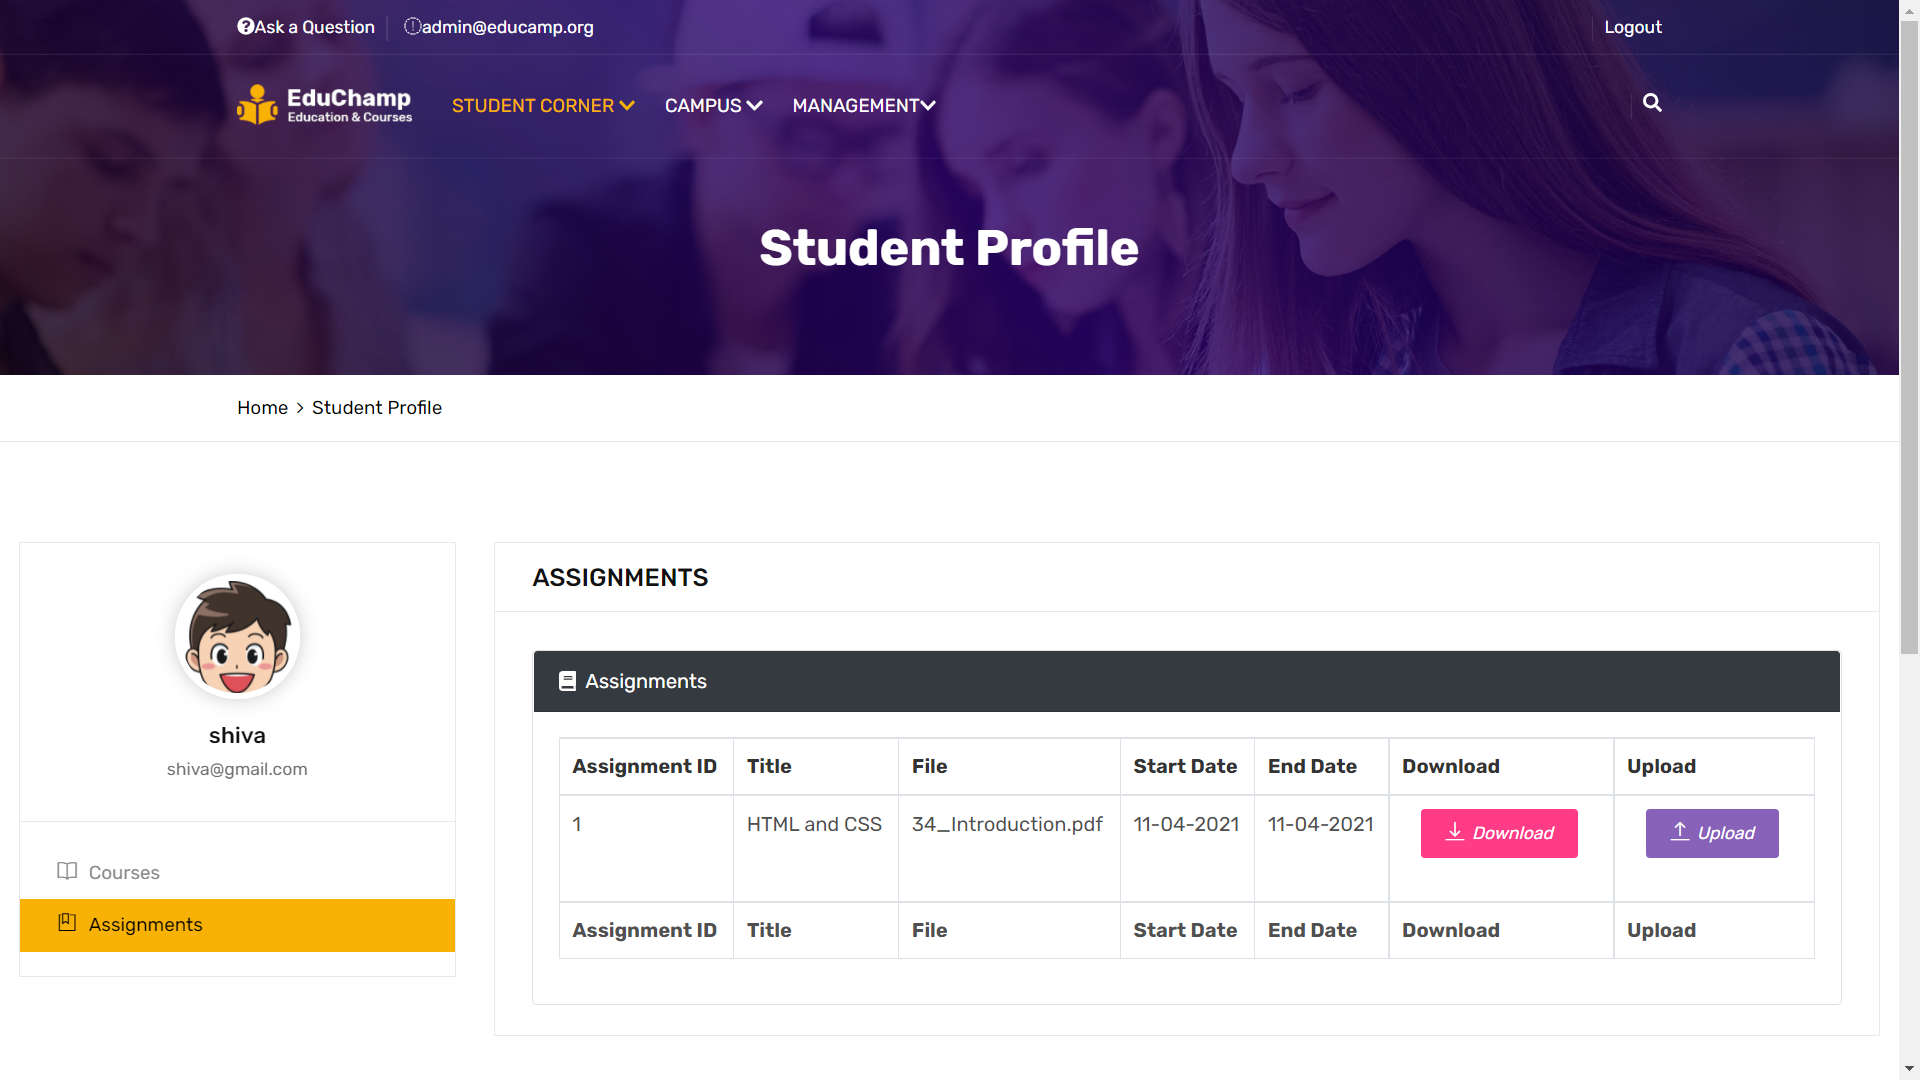 Ask a Question
admin@educamp.org
Logout
EduChamp
Education & Courses
STUDENT CORNER
CAMPUS
MANAGEMENT
Student Profile
Home > Student Profile
shiva
shiva@gmail.com
Courses
Assignments
ASSIGNMENTS
Assignments
Assignment ID Title File Start Date End Date Download Upload
1 HTML and CSS 34_Introduction.pdf 11-04-2021 11-04-2021 Download Upload
Assignment ID Title File Start Date End Date Download Upload